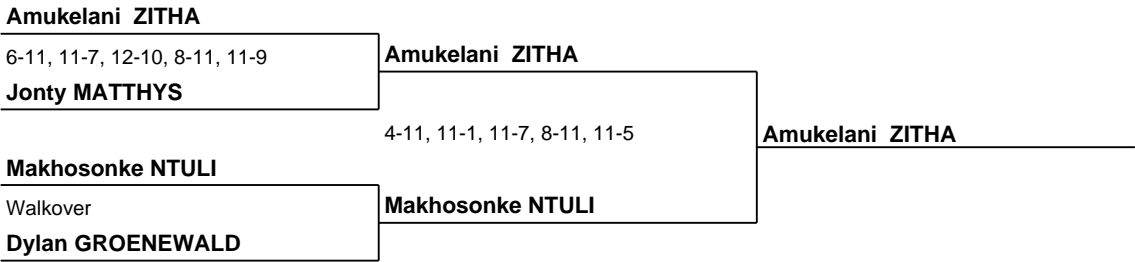 Amukelani ZITHA
6-11, 11-7, 12-10, 8-11, 11-9
Amukelani ZITHA
Jonty MATTHYS
4-11, 11-1, 11-7, 8-11, 11-5
Amukelani ZITHA
Makhosonke NTULI
Walkover
Makhosonke NTULI
Dylan GROENEWALD